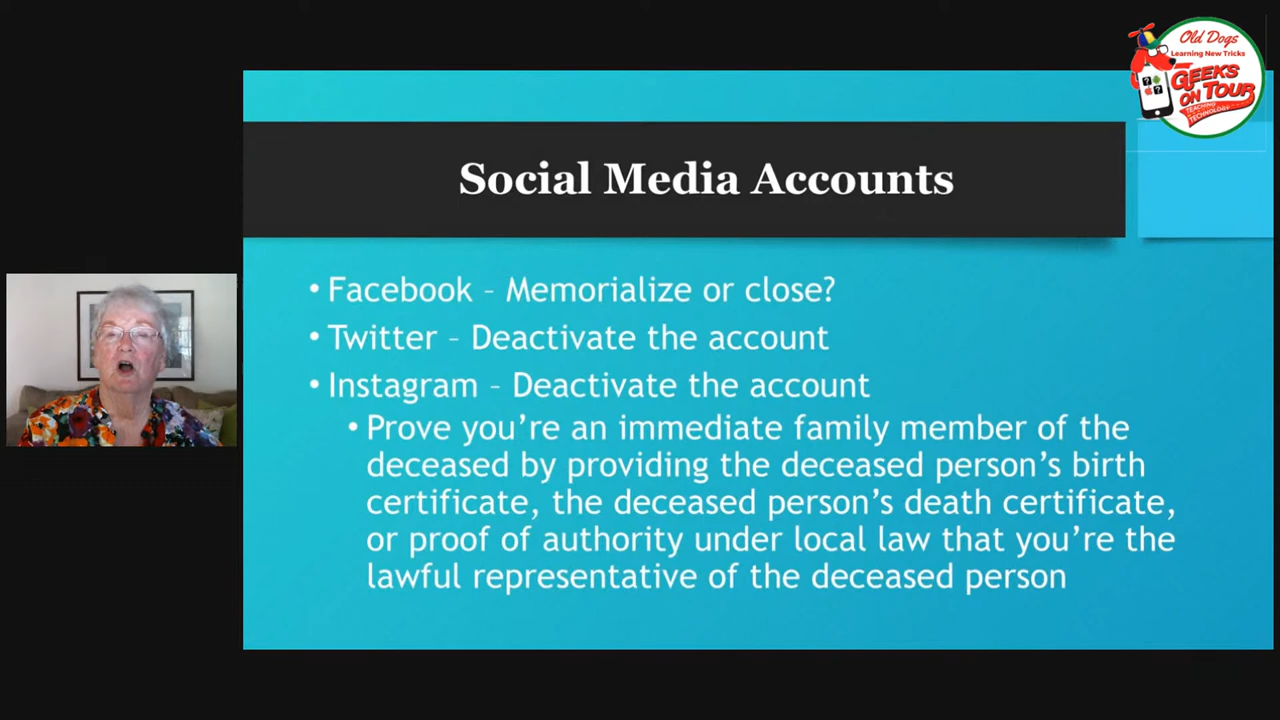 Old Dogs
Learning New Tricks
GEEKS
ON TOUR
TEACHING
TECHNOLOGY
Social Media Accounts
• Facebook – Memorialize or close?
• Twitter – Deactivate the account
• Instagram – Deactivate the account
• Prove you’re an immediate family member of the
deceased by providing the deceased person’s birth
certificate, the deceased person’s death certificate,
or proof of authority under local law that you’re the
lawful representative of the deceased person